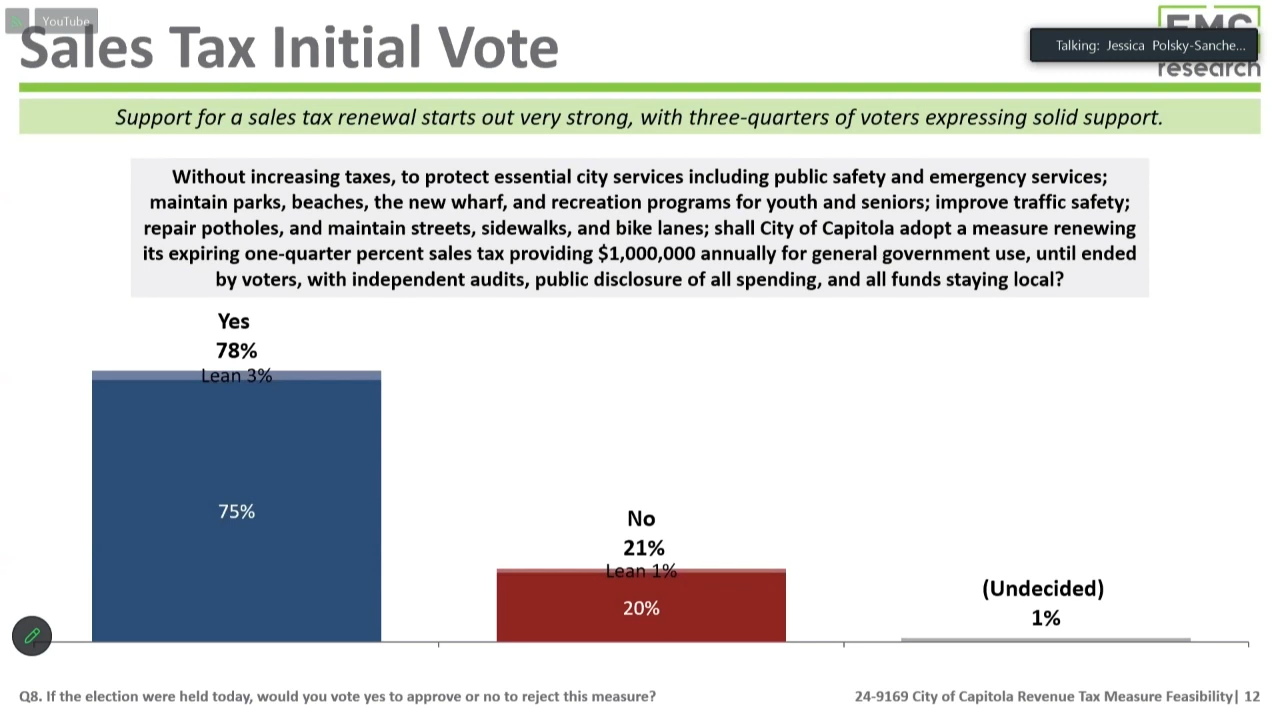 YouTube
Sales Tax Initial Vote
EMC
Talking: Jessica Polsky-Sanche...
research
Support for a sales tax renewal starts out very strong, with three-quarters of voters expressing solid support.
Without increasing taxes, to protect essential city services including public safety and emergency services;
maintain parks, beaches, the new wharf, and recreation programs for youth and seniors; improve traffic safety;
repair potholes, and maintain streets, sidewalks, and bike lanes; shall City of Capitola adopt a measure renewing
its expiring one-quarter percent sales tax providing $1,000,000 annually for general government use, until ended
by voters, with independent audits, public disclosure of all spending, and all funds staying local?
Yes
78%
Lean 3%
75%
No
21%
Lean 1%
20%
(Undecided)
1%
Q8. If the election were held today, would you vote yes to approve or no to reject this measure?
24-9169 City of Capitola Revenue Tax Measure Feasibility| 12